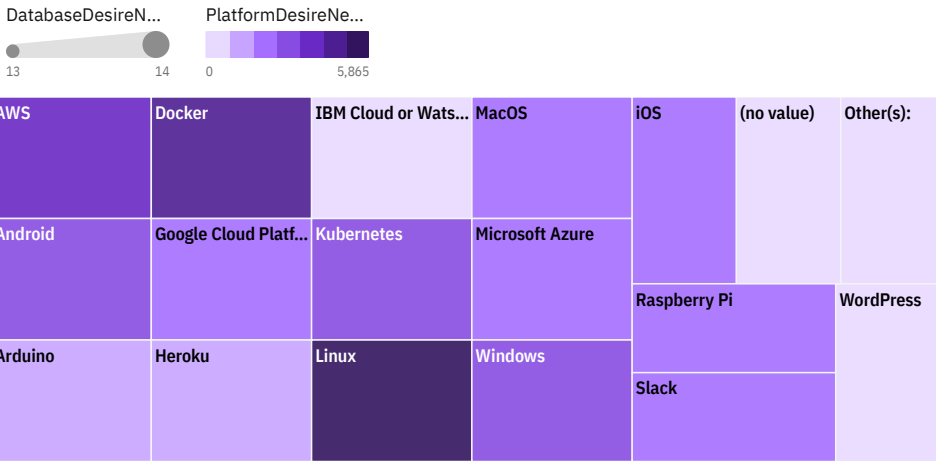 DatabaseDesireN... PlatformDesireNe...
13 14 0 5,865
AWS Docker IBM Cloud or Wats... MacOS iOS (no value) Other(s):
Android Google Cloud Platf... Kubernetes Microsoft Azure
Raspberry Pi WordPress
Arduino Heroku Linux Windows
Slack